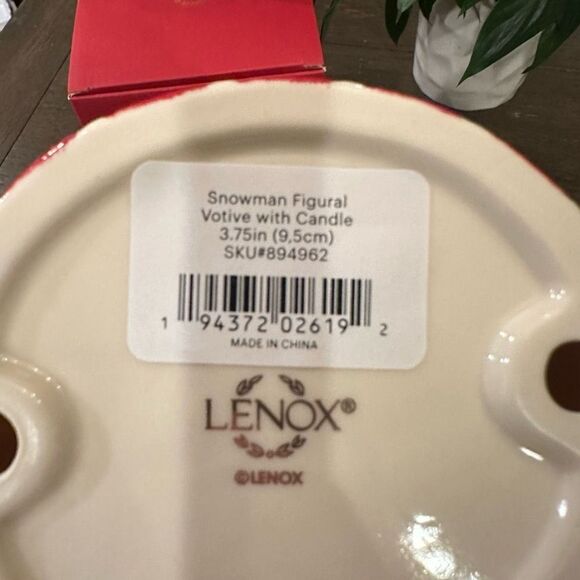 Snowman Figural
Votive with Candle
3.75in (9,5cm)
SKU#894962
1 94372 02619 2
MADE IN CHINA
LENOX®
©LENOX